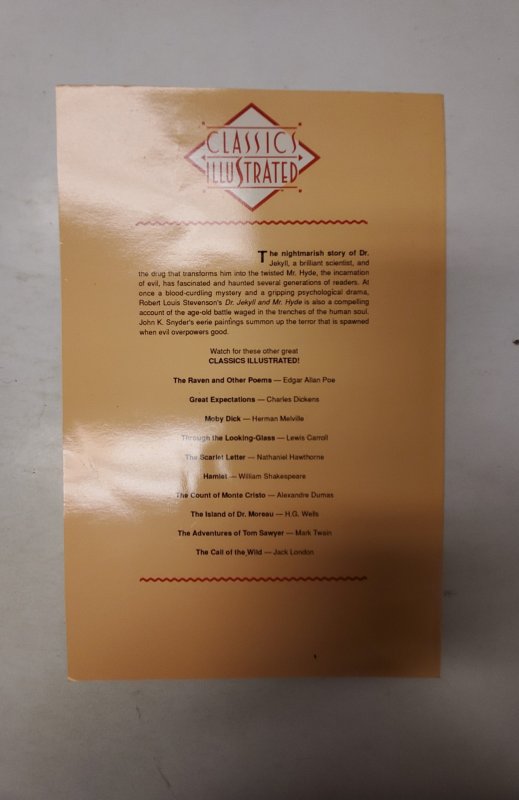 CLASSICS
ILLUSTRATED
The nightmarish story of Dr.
Jekyll, a brilliant scientist, and
the drug that transforms him into the twisted Mr. Hyde, the incarnation
of evil, has fascinated and haunted several generations of readers. At
once a blood-curdling mystery and a gripping psychological drama,
Robert Louis Stevenson's Dr. Jekyll and Mr. Hyde is also a compelling
account of the age-old battle waged in the trenches of the human soul.
John K. Snyder's eerie paintings summon up the terror that is spawned
when evil overpowers good.
Watch for these other great
CLASSICS ILLUSTRATED!
The Raven and Other Poems — Edgar Allan Poe
Great Expectations — Charles Dickens
Moby Dick — Herman Melville
Through the Looking-Glass — Lewis Carroll
The Scarlet Letter — Nathaniel Hawthorne
Hamlet — William Shakespeare
The Count of Monte Cristo — Alexandre Dumas
The Island of Dr. Moreau — H.G. Wells
The Adventures of Tom Sawyer — Mark Twain
The Call of the Wild — Jack London